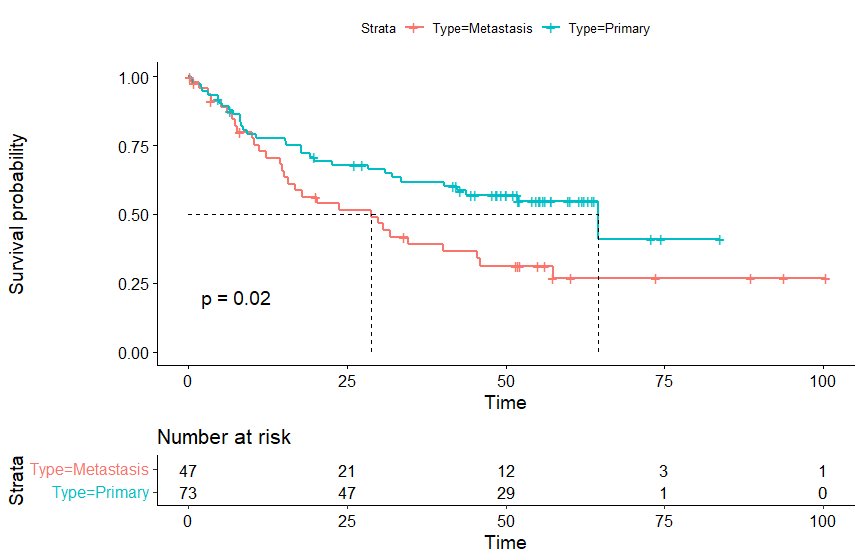 Strata Type=Metastasis Type=Primary
Survival probability
1.00
0.75
0.50
0.25
0.00
p = 0.02
0 25 50 75 100
Time
Number at risk
Strata
Type=Metastasis 47 21 12 3 1
Type=Primary 73 47 29 1 0
0 25 50 75 100
Time